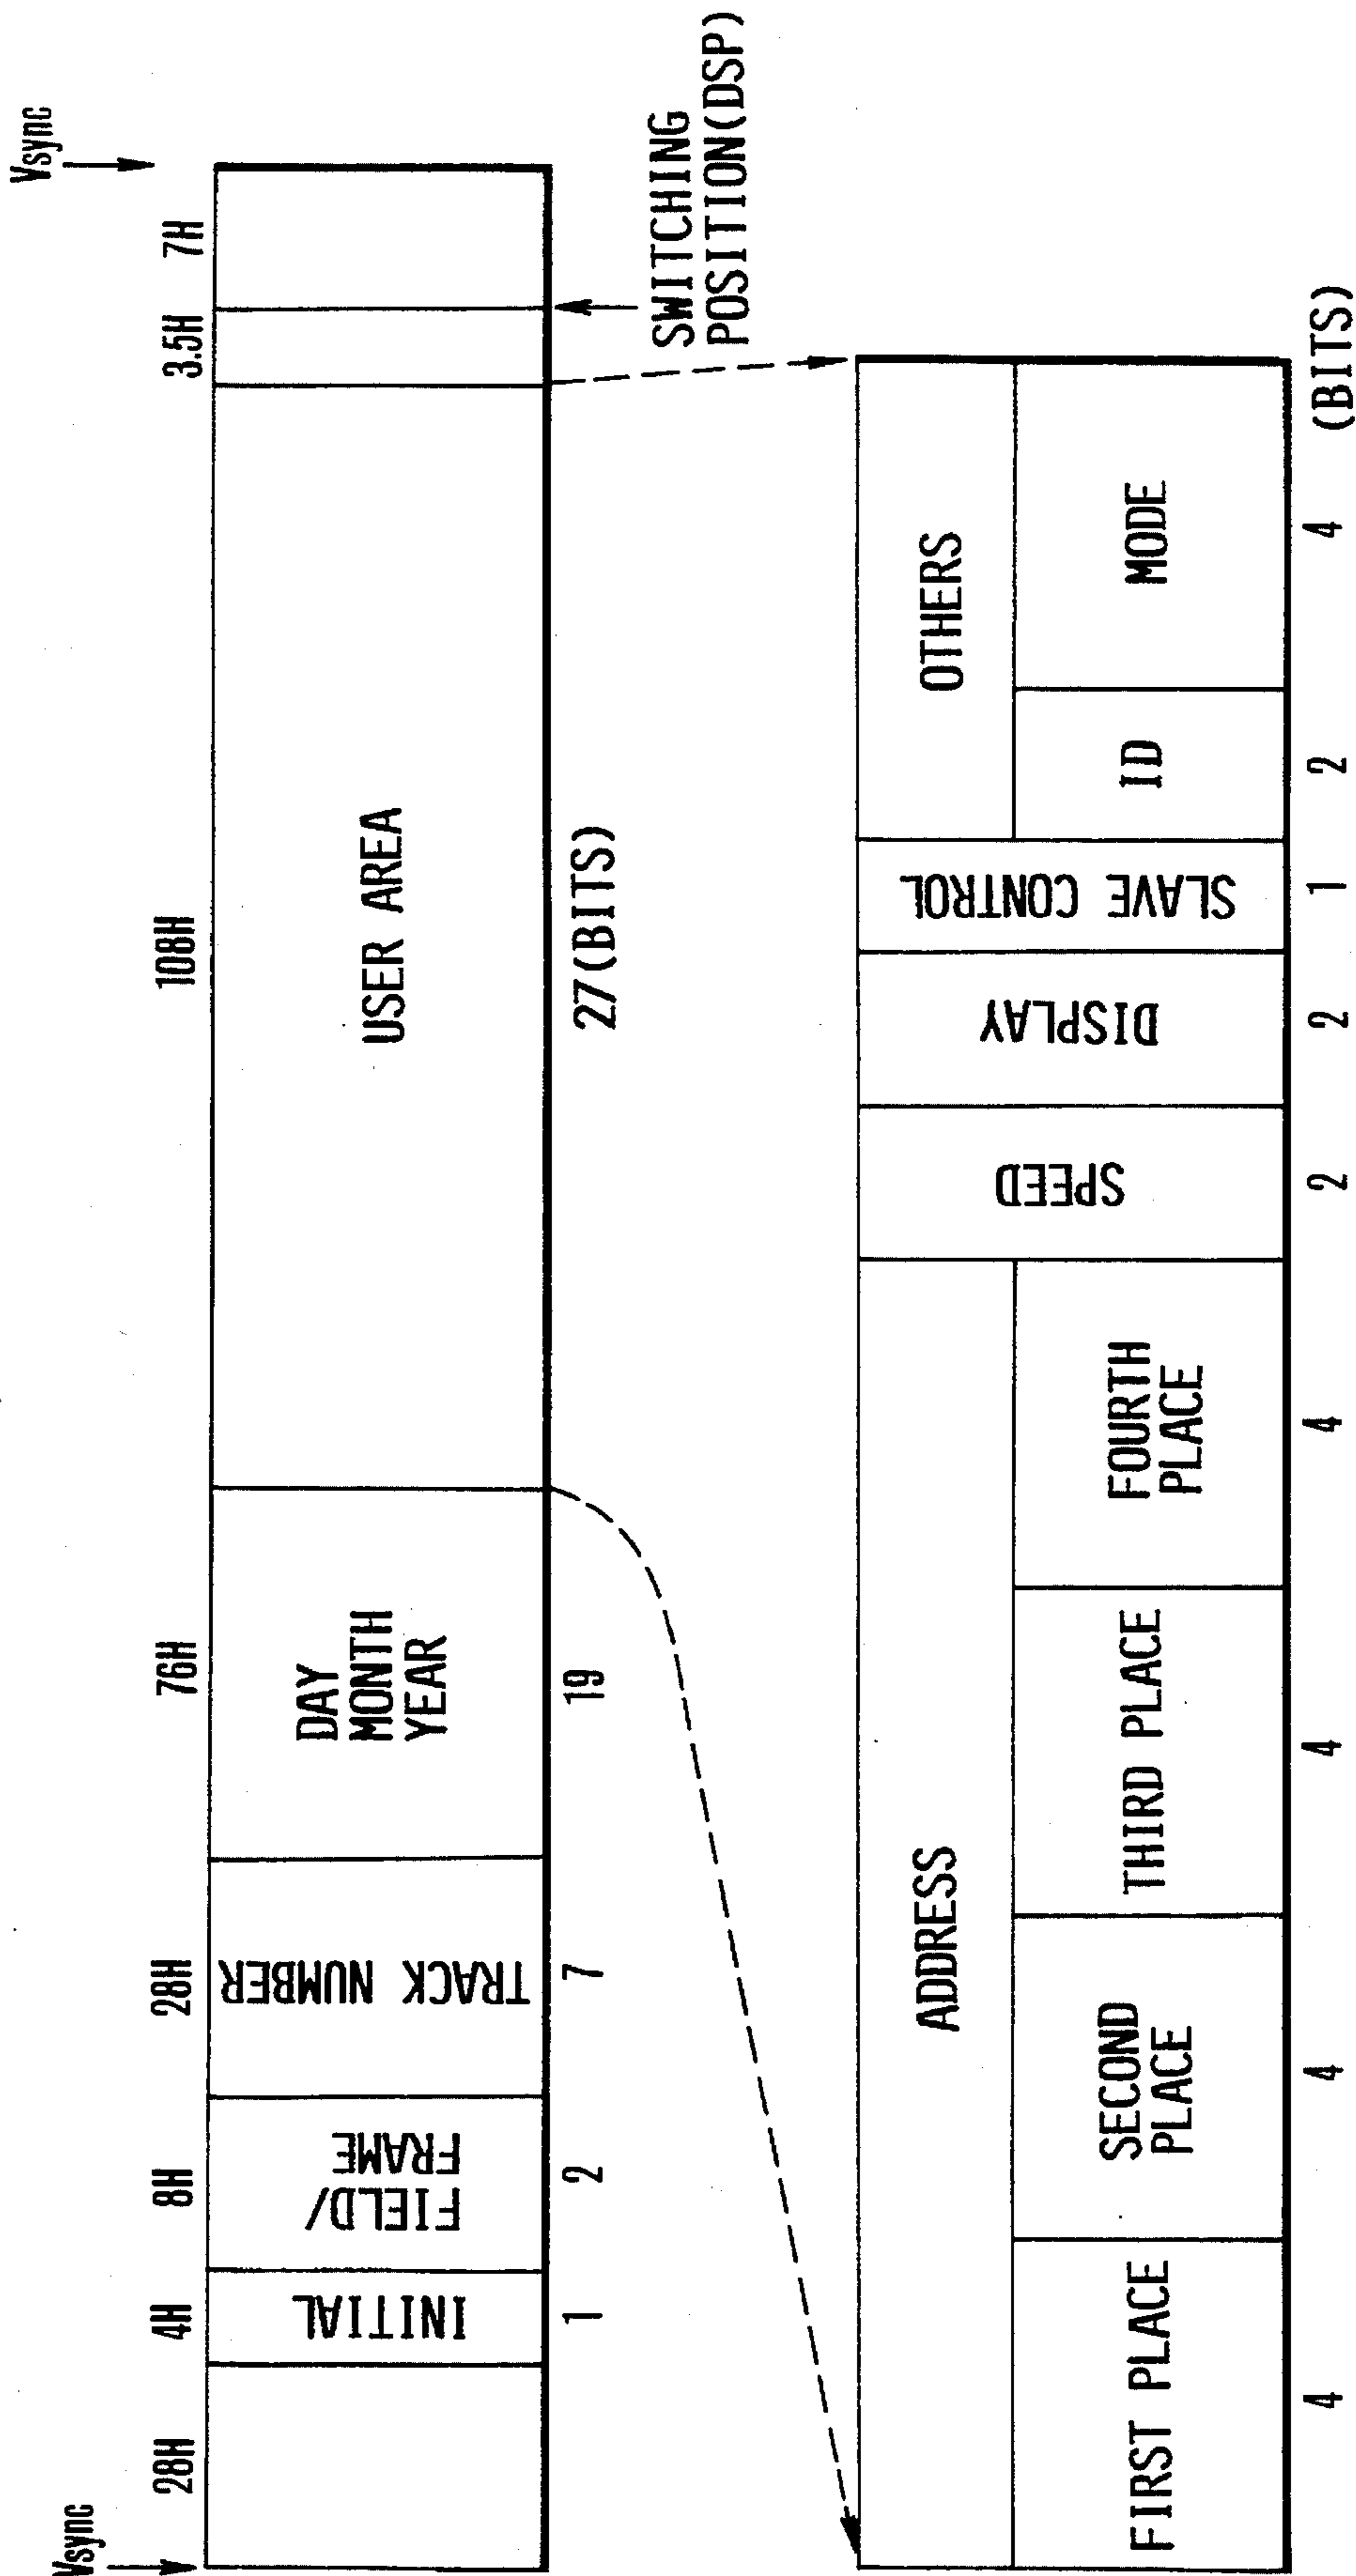 Vsync
Vsync
28H
4H
8H
28H
76H
108H
3.5H
7H
INITIAL
FIELD/
FRAME
TRACK NUMBER
DAY
MONTH
YEAR
USER AREA
1
2
7
19
27(BITS)
SWITCHING
POSITION(DSP)
ADDRESS
SPEED
DISPLAY
SLAVE CONTROL
OTHERS
FIRST PLACE
SECOND
PLACE
THIRD PLACE
FOURTH
PLACE
ID
MODE
4
4
4
4
2
2
1
2
4
(BITS)